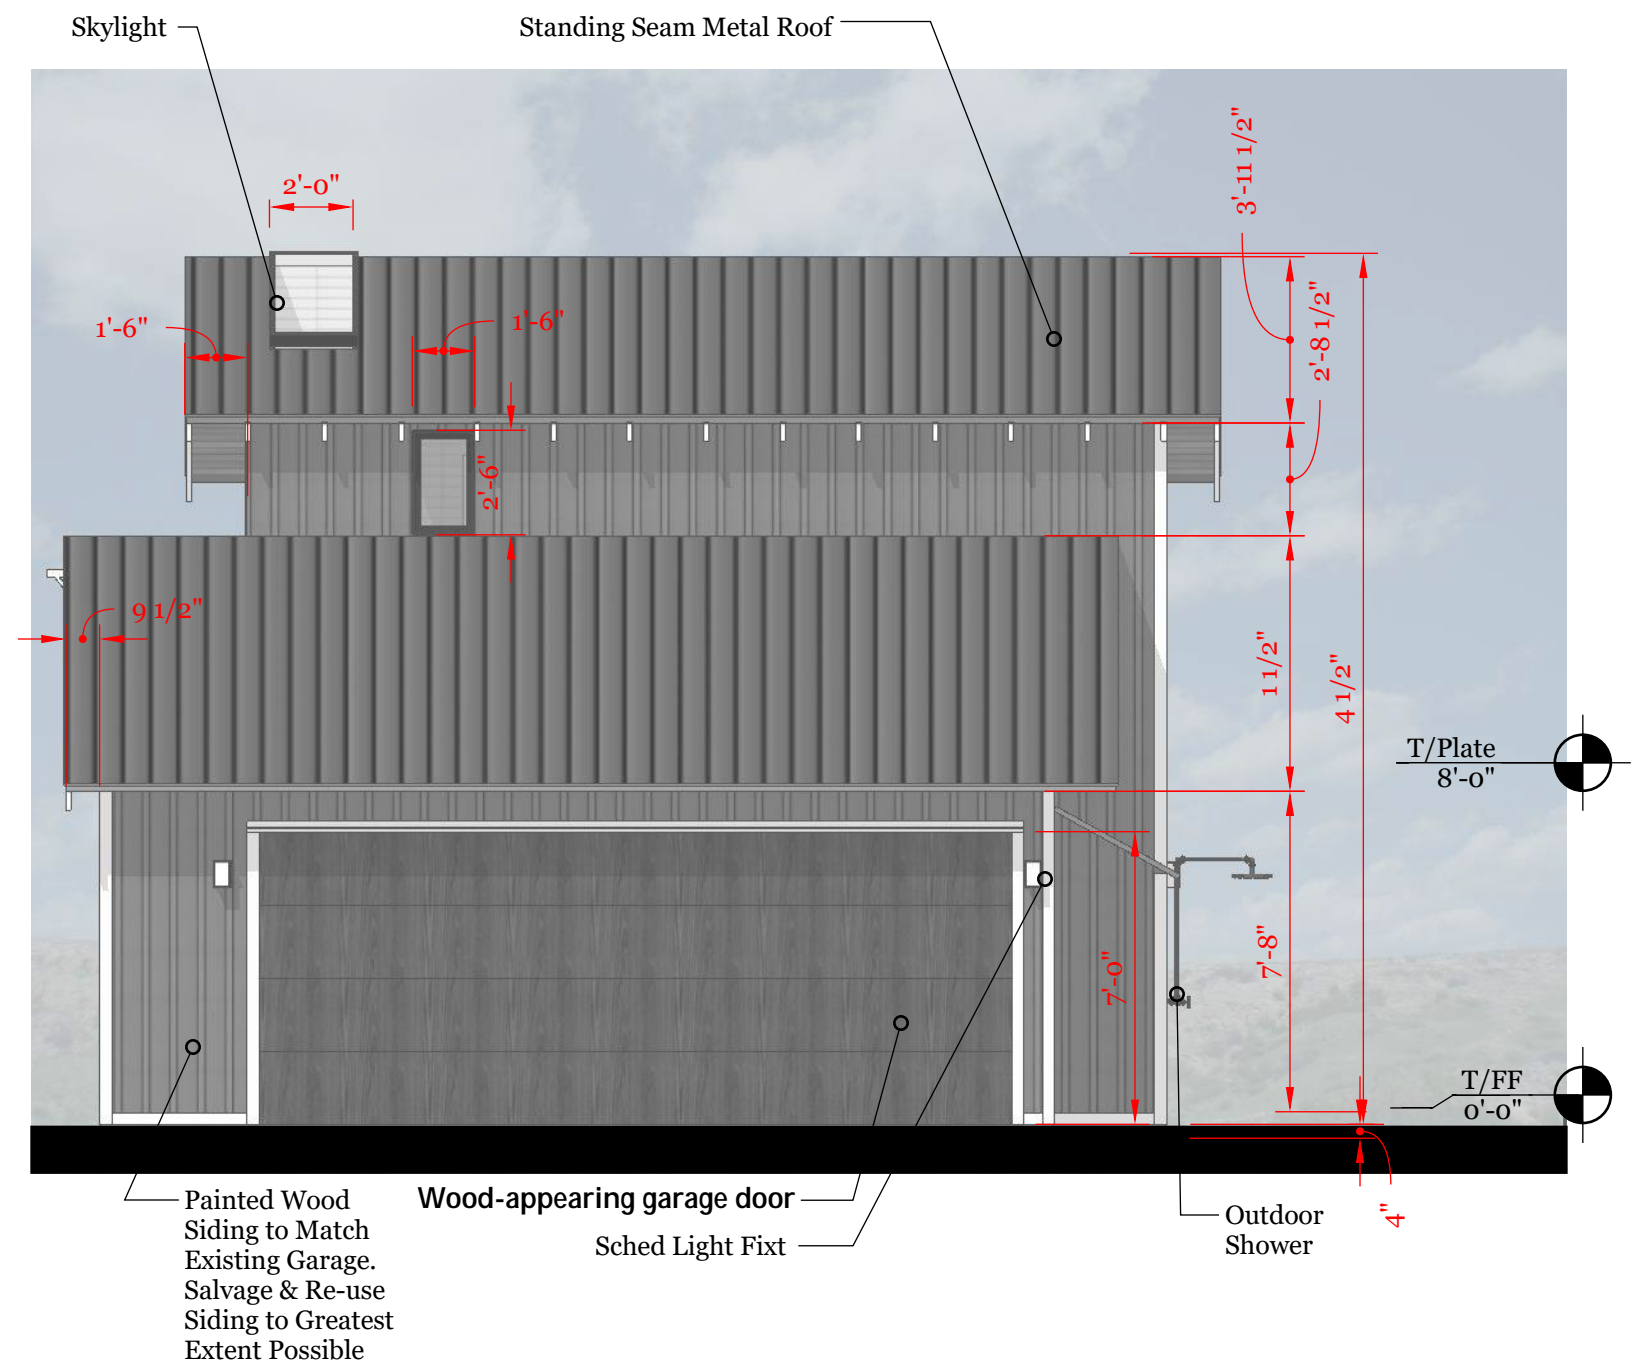 Skylight
Standing Seam Metal Roof
3'-11 1/2"
2'-0"
2'-8 1/2"
1'-6"
1'-6"
2'-6"
9 1/2"
1 1/2"
4 1/2"
T/Plate
8'-0"
7'-8"
7'-0"
T/FF
0'-0"
Painted Wood
Siding to Match
Existing Garage.
Salvage & Re-use
Siding to Greatest
Extent Possible
Wood-appearing garage door
Sched Light Fixt
Outdoor
Shower
4"